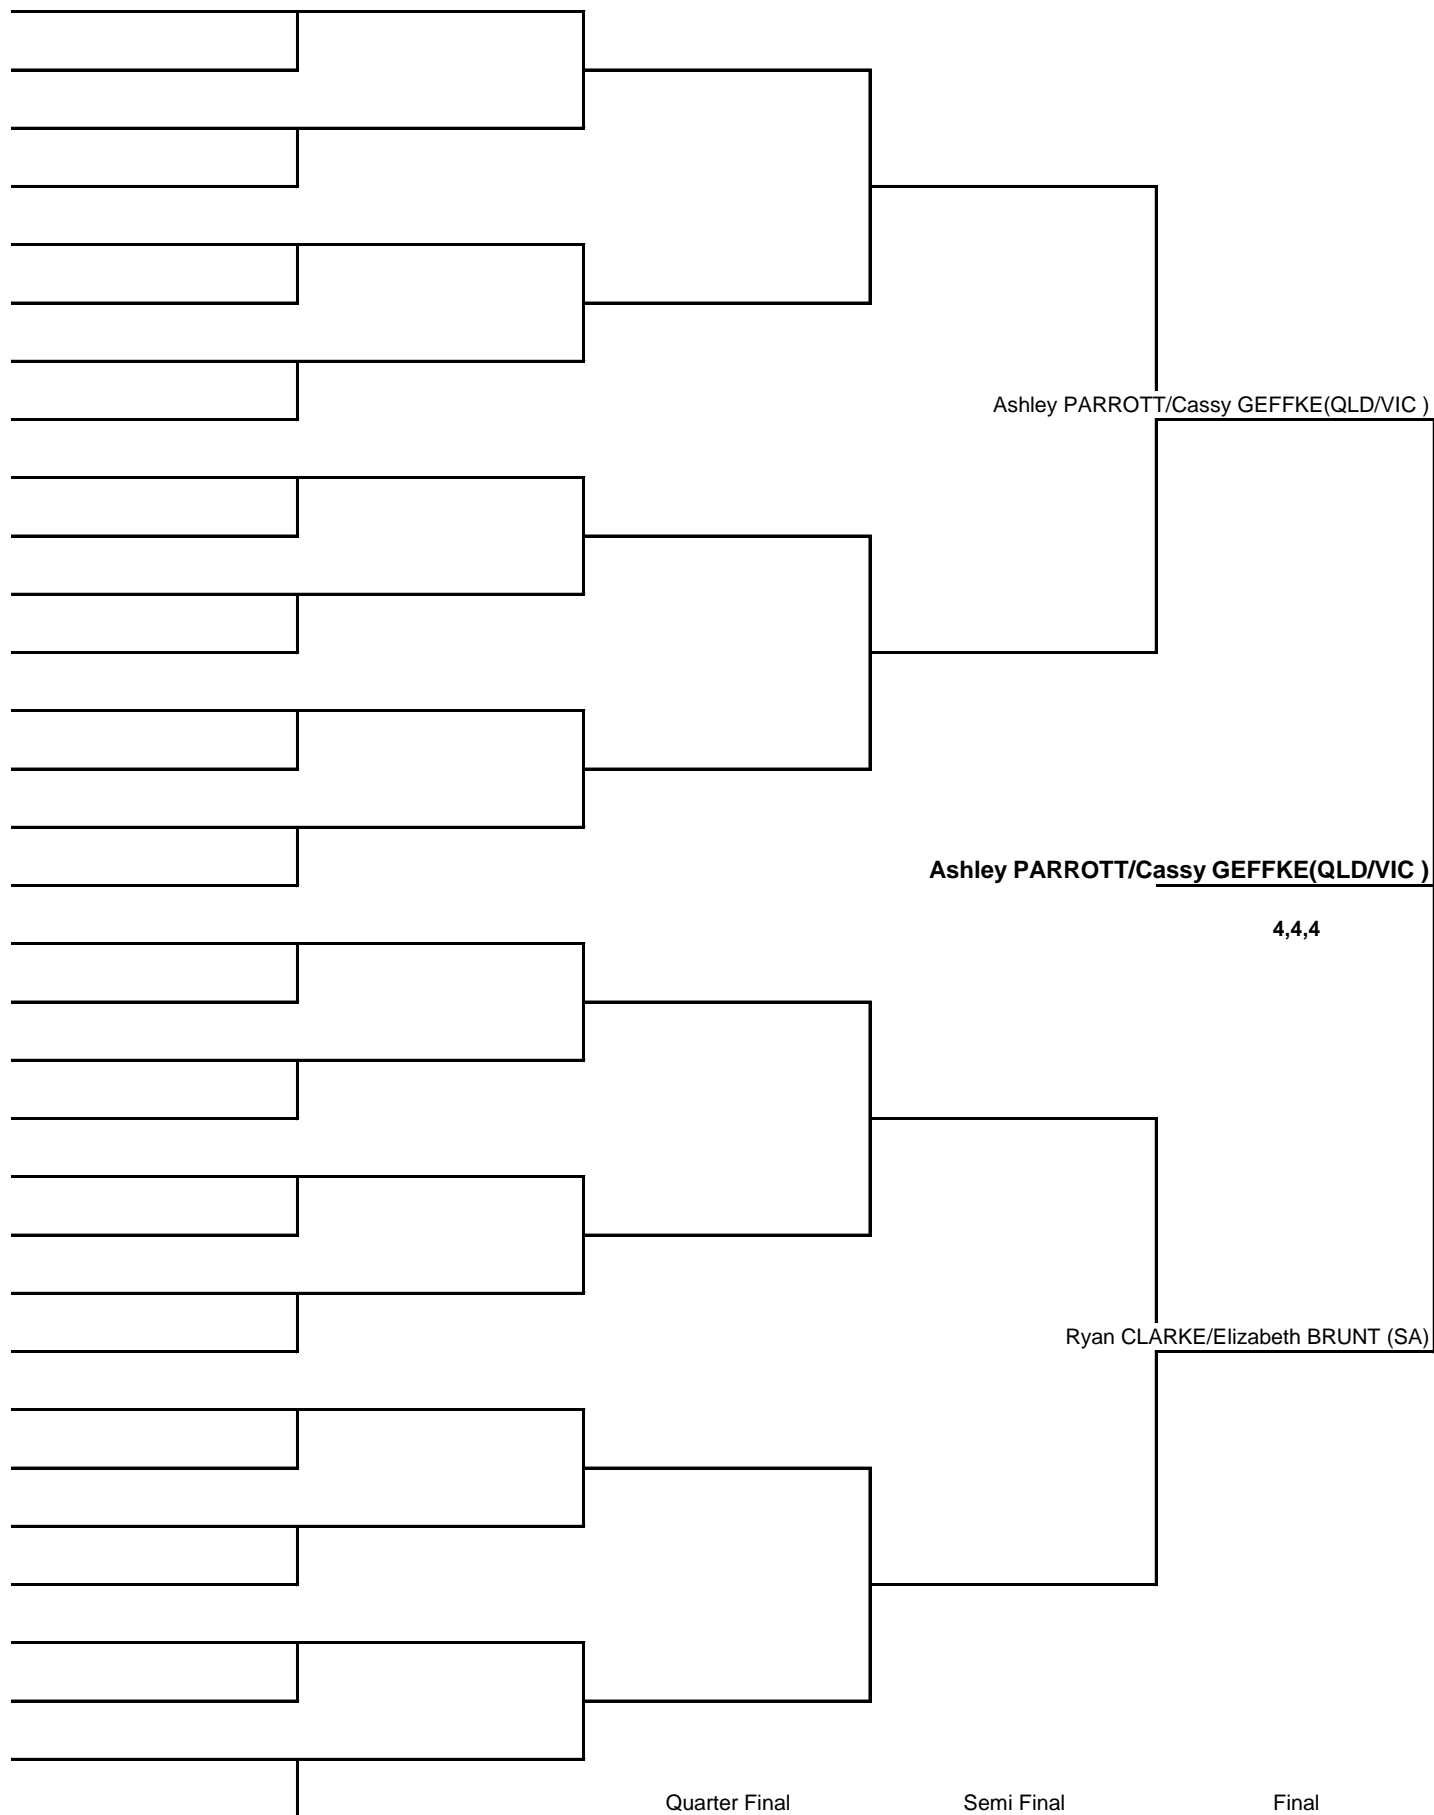 Ashley PARROTT/Cassy GEFFKE(QLD/VIC )
Ashley PARROTT/Cassy GEFFKE(QLD/VIC )
4,4,4
Ryan CLARKE/Elizabeth BRUNT (SA)
Quarter Final Semi Final Final